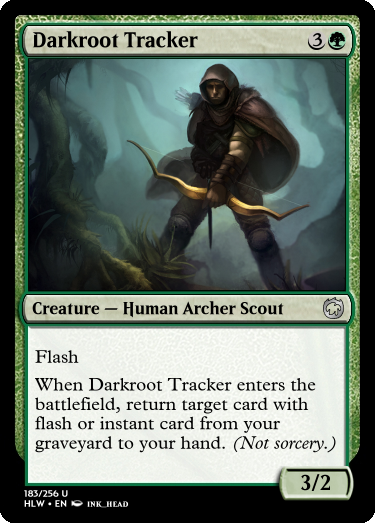 Darkroot Tracker 3
Creature — Human Archer Scout
Flash
When Darkroot Tracker enters the
battlefield, return target card with
flash or instant card from your
graveyard to your hand. (Not sorcery.)
3/2
183/256 U
HLW • EN INK_HEAD